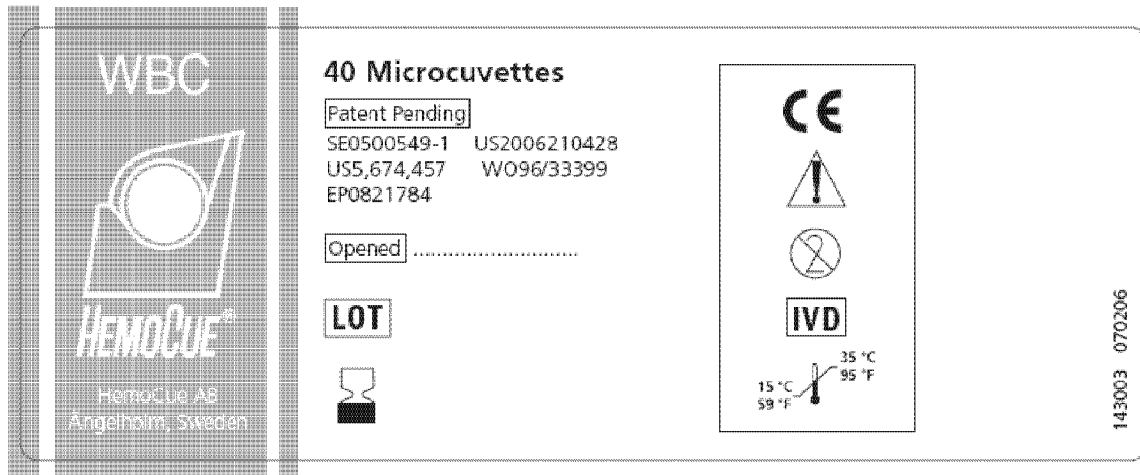 WBC
HEMOCUE®
HemoCue AB
Ängelholm, Sweden
40 Microcuvettes
Patent Pending
SE0500549-1 US2006210428
US5,674,457 WO96/33399
EP0821784
Opened ............................
LOT
CE
2
IVD
35 °C
95 °F
15 °C
59 °F
143003 070206